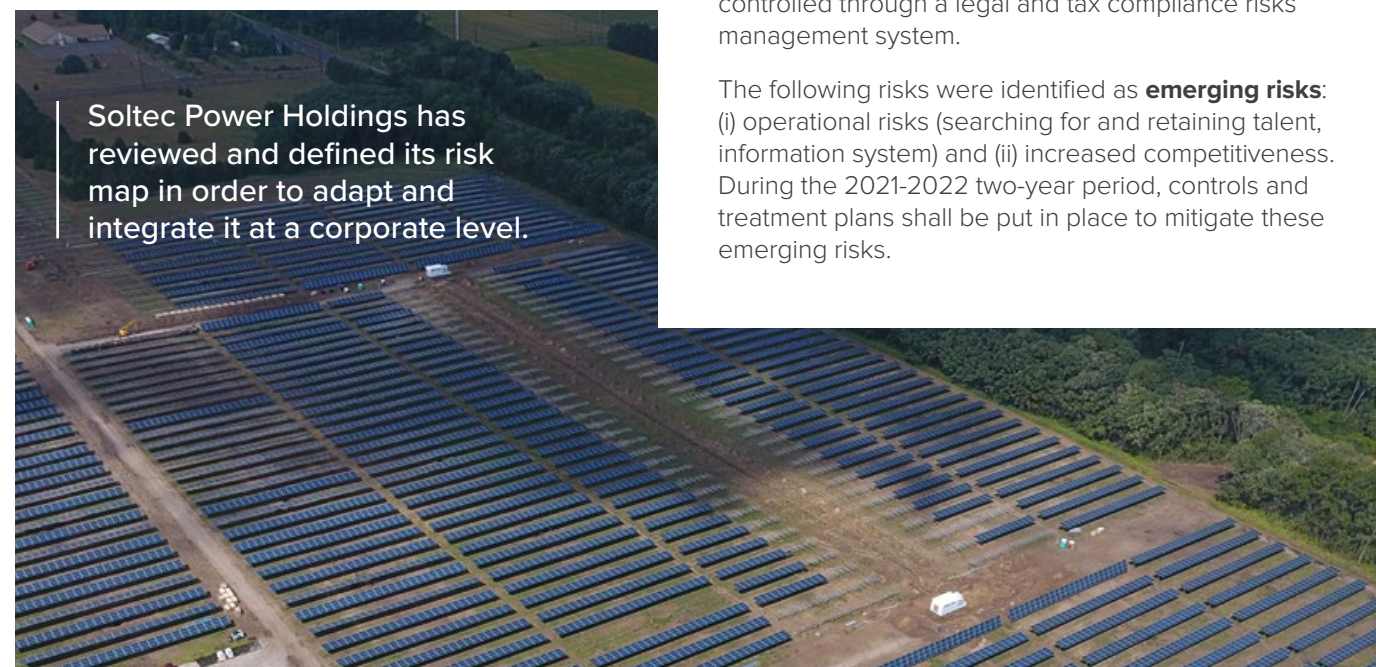 Soltec Power Holdings has
reviewed and defined its risk
map in order to adapt and
integrate it at a corporate level.
controlled through a legal and tax compliance risks
management system.
The following risks were identified as emerging risks:
(i) operational risks (searching for and retaining talent,
information system) and (ii) increased competitiveness.
During the 2021-2022 two-year period, controls and
treatment plans shall be put in place to mitigate these
emerging risks.